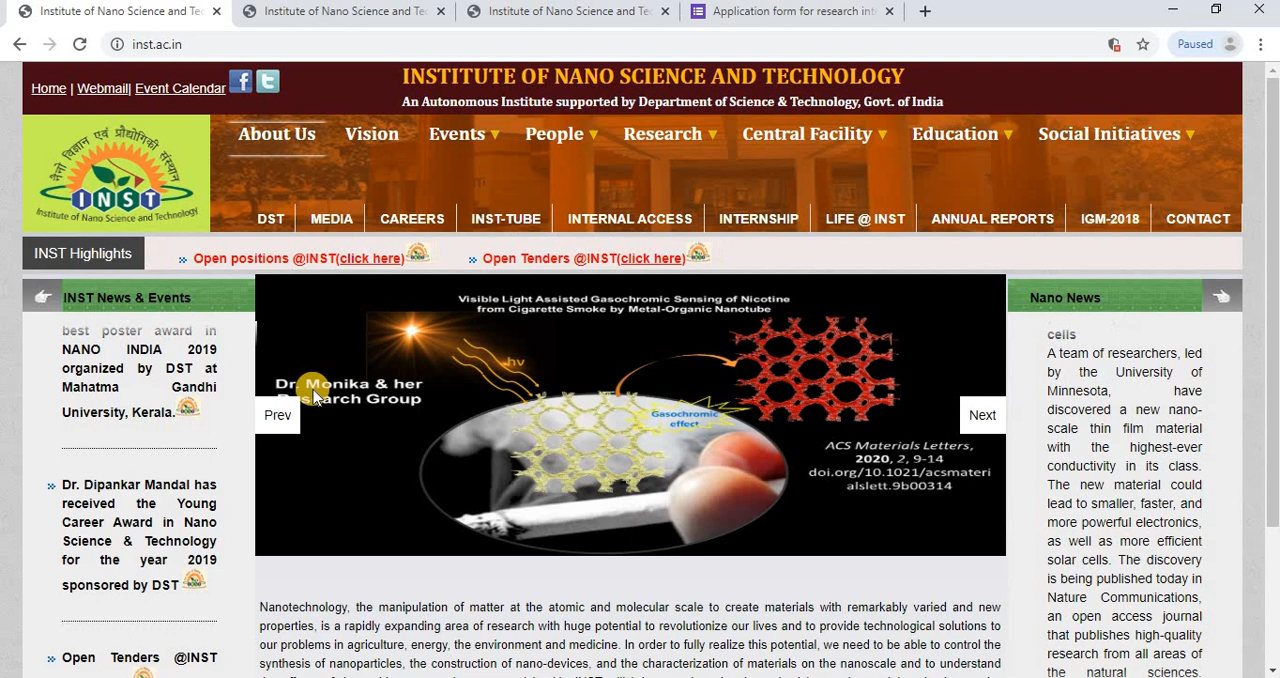 Institute of Nano Science and Tec
Institute of Nano Science and Te
Institute of Nano Science and Te
Application form for research int
inst.ac.in
Paused
Home | Webmail| Event Calendar
INSTITUTE OF NANO SCIENCE AND TECHNOLOGY
An Autonomous Institute supported by Department of Science & Technology, Govt. of India
About Us Vision Events People Research Central Facility Education Social Initiatives
नैनो विज्ञान एवं प्रौद्योगिकी संस्थान
INST
Institute of Nano Science and Technology
DST MEDIA CAREERS INST-TUBE INTERNAL ACCESS INTERNSHIP LIFE @ INST ANNUAL REPORTS IGM-2018 CONTACT
INST Highlights
Open positions @INST(click here)
Open Tenders @INST(click here)
INST News & Events
best poster award in
NANO INDIA 2019
organized by DST at
Mahatma Gandhi
University, Kerala.
Dr. Dipankar Mandal has
received the Young
Career Award in Nano
Science & Technology
for the year 2019
sponsored by DST
Open Tenders @INST
Visible Light Assisted Gasochromic Sensing of Nicotine
from Cigarette Smoke by Metal-Organic Nanotube
hν
Dr. Monika & her
Research Group
Prev
Gasochromic
effect
Next
ACS Materials Letters,
2020, 2, 9-14
doi.org/10.1021/acsmateri
alslett.9b00314
Nanotechnology, the manipulation of matter at the atomic and molecular scale to create materials with remarkably varied and new
properties, is a rapidly expanding area of research with huge potential to revolutionize our lives and to provide technological solutions to
our problems in agriculture, energy, the environment and medicine. In order to fully realize this potential, we need to be able to control the
synthesis of nanoparticles, the construction of nano-devices, and the characterization of materials on the nanoscale and to understand
Nano News
cells
A team of researchers, led
by the University of
Minnesota, have
discovered a new nano-
scale thin film material
with the highest-ever
conductivity in its class.
The new material could
lead to smaller, faster, and
more powerful electronics,
as well as more efficient
solar cells. The discovery
is being published today in
Nature Communications,
an open access journal
that publishes high-quality
research from all areas of
the natural sciences.